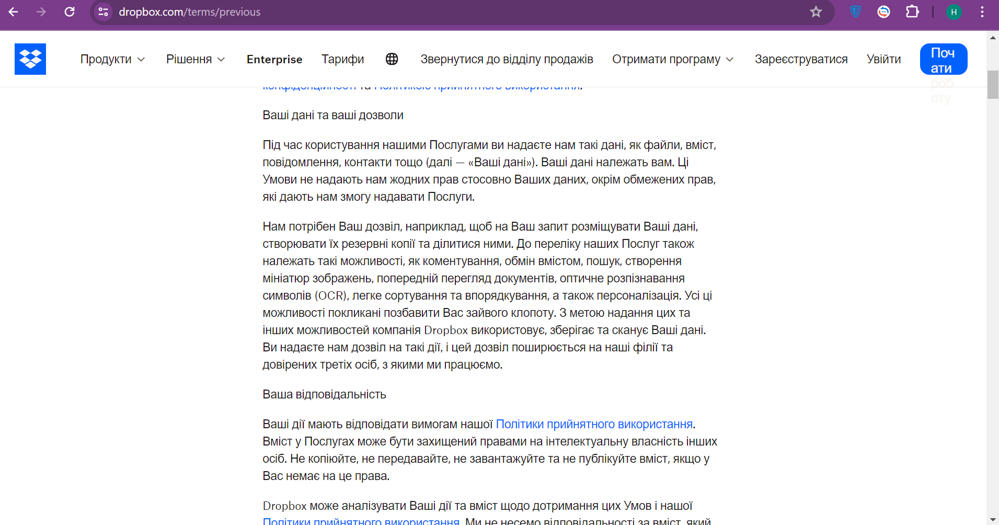 dropbox.com/terms/previous
H
Продукти
Рішення
Enterprise
Тарифи
Звернутися до відділу продажів
Отримати програму
Зареєструватися
Увійти
Поч
ати
роб
оту
конфіденційності та Політикою прийнятного використання.
Ваші дані та ваші дозволи
Під час користування нашими Послугами ви надаєте нам такі дані, як файли, вміст,
повідомлення, контакти тощо (далі — «Ваші дані»). Ваші дані належать вам. Ці
Умови не надають нам жодних прав стосовно Ваших даних, окрім обмежених прав,
які дають нам змогу надавати Послуги.
Нам потрібен Ваш дозвіл, наприклад, щоб на Ваш запит розміщувати Ваші дані,
створювати їх резервні копії та ділитися ними. До переліку наших Послуг також
належать такі можливості, як коментування, обмін вмістом, пошук, створення
мініатюр зображень, попередній перегляд документів, оптичне розпізнавання
символів (OCR), легке сортування та впорядкування, а також персоналізація. Усі ці
можливості покликані позбавити Вас зайвого клопоту. З метою надання цих та
інших можливостей компанія Dropbox використовує, зберігає та сканує Ваші дані.
Ви надаєте нам дозвіл на такі дії, і цей дозвіл поширюється на наші філії та
довірених третіх осіб, з якими ми працюємо.
Ваша відповідальність
Ваші дії мають відповідати вимогам нашої Політики прийнятного використання.
Вміст у Послугах може бути захищений правами на інтелектуальну власність інших
осіб. Не копіюйте, не передавайте, не завантажуйте та не публікуйте вміст, якщо у
Вас немає на це права.
Dropbox може аналізувати Ваші дії та вміст щодо дотримання цих Умов і нашої
Політики прийнятного використання. Ми не несемо відповідальності за вміст, який